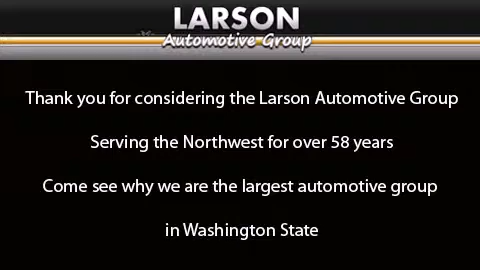 LARSON
Automotive Group
Thank you for considering the Larson Automotive Group
Serving the Northwest for over 58 years
Come see why we are the largest automotive group
in Washington State